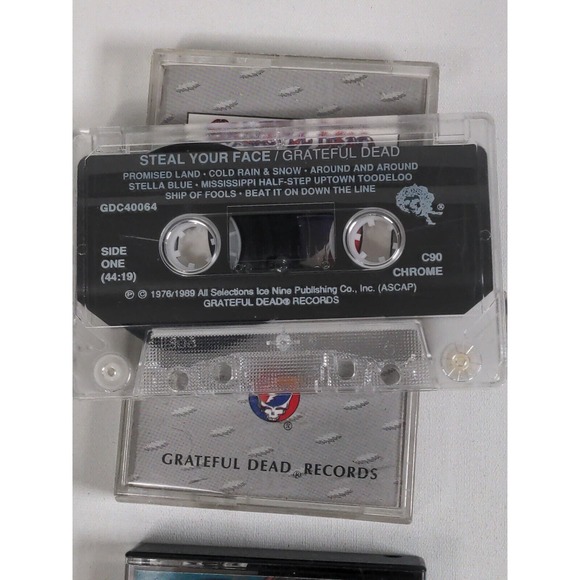 STEAL YOUR FACE / GRATEFUL DEAD
PROMISED LAND · COLD RAIN & SNOW · AROUND AND AROUND
STELLA BLUE · MISSISSIPPI HALF-STEP UPTOWN TOODELOO
SHIP OF FOOLS · BEAT IT ON DOWN THE LINE
GDC40064
®
SIDE
ONE
(44:19)
C90
CHROME
℗ © 1976/1989 All Selections Ice Nine Publishing Co., Inc. (ASCAP)
GRATEFUL DEAD® RECORDS
®
GRATEFUL DEAD® RECORDS